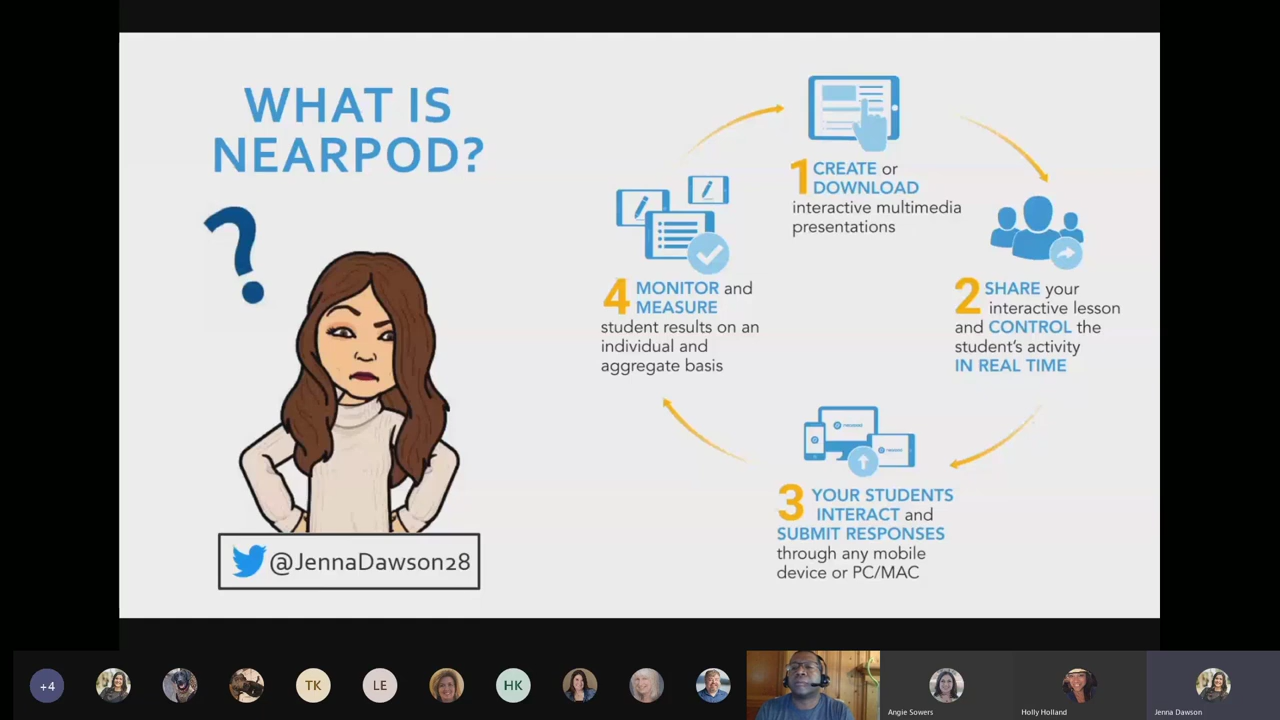 WHAT IS
NEARPOD?
@JennaDawson28
1 CREATE or
DOWNLOAD
interactive multimedia
presentations
2 SHARE your
interactive lesson
and CONTROL the
student's activity
IN REAL TIME
3 YOUR STUDENTS
INTERACT and
SUBMIT RESPONSES
through any mobile
device or PC/MAC
4 MONITOR and
MEASURE
student results on an
individual and
aggregate basis
+4
TK
LE
HK
Angie Sowers
Holly Holland
Jenna Dawson